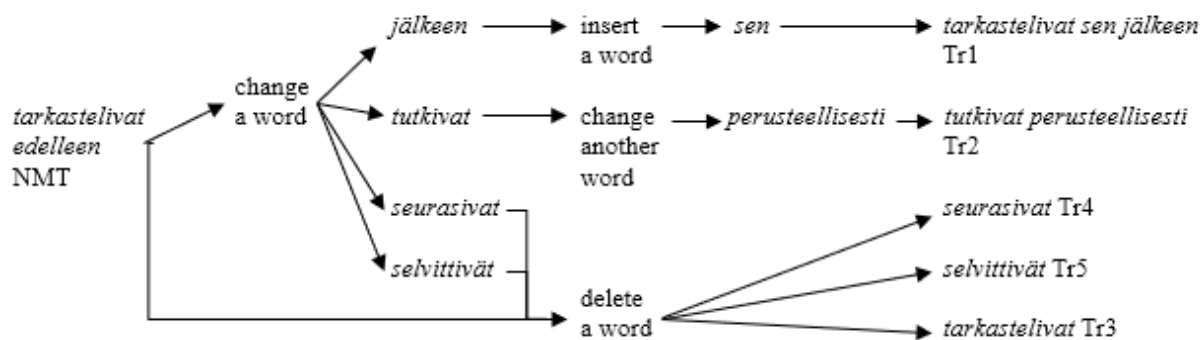 jälkeen
insert
a word
sen
tarkastelivat sen jälkeen
Tr1
change
a word
tarkastelivat
edelleen
NMT
tutkivat
change
another
word
perusteellisesti
tutkivat perusteellisesti
Tr2
seurasivat
seurasivat Tr4
selvittivät
selvittivät Tr5
delete
a word
tarkastelivat Tr3